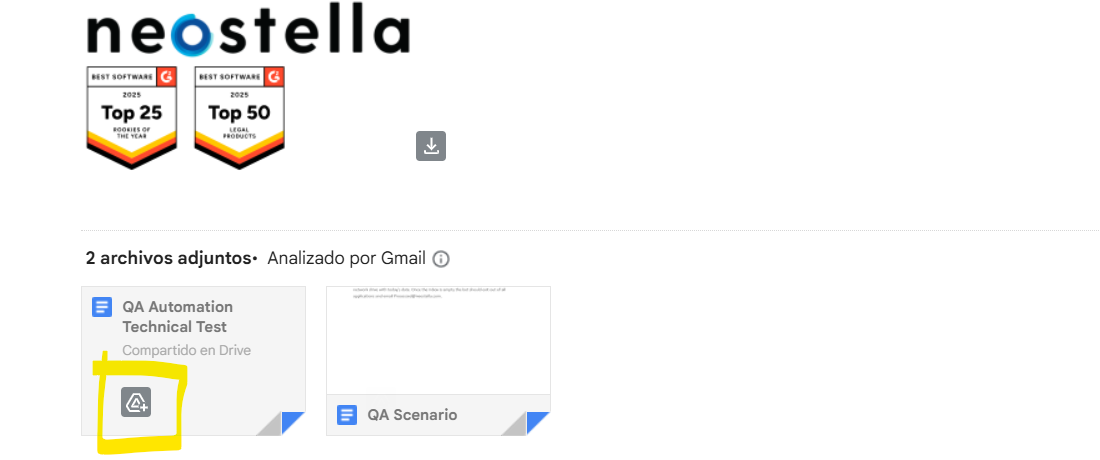 neostella
BEST SOFTWARE
2025
Top 25
ROOKIES OF
THE YEAR
BEST SOFTWARE
2025
Top 50
LEGAL
PRODUCTS
2 archivos adjuntos• Analizado por Gmail
QA Automation
Technical Test
Compartido en Drive
QA Scenario